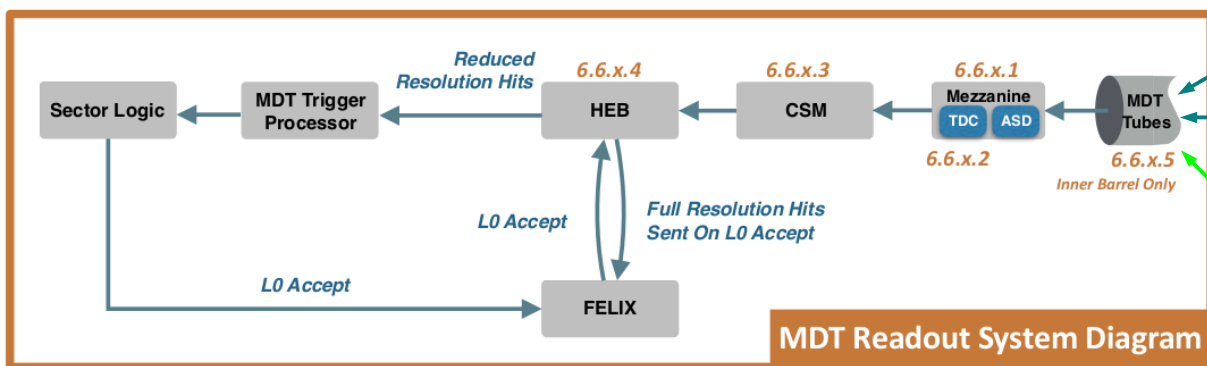 Reduced
Resolution Hits
6.6.x.4
6.6.x.3
6.6.x.1
Sector Logic
MDT Trigger
Processor
HEB
CSM
Mezzanine
TDC
ASD
6.6.x.2
MDT
Tubes
6.6.x.5
Inner Barrel Only
L0 Accept
Full Resolution Hits
Sent On L0 Accept
L0 Accept
FELIX
MDT Readout System Diagram